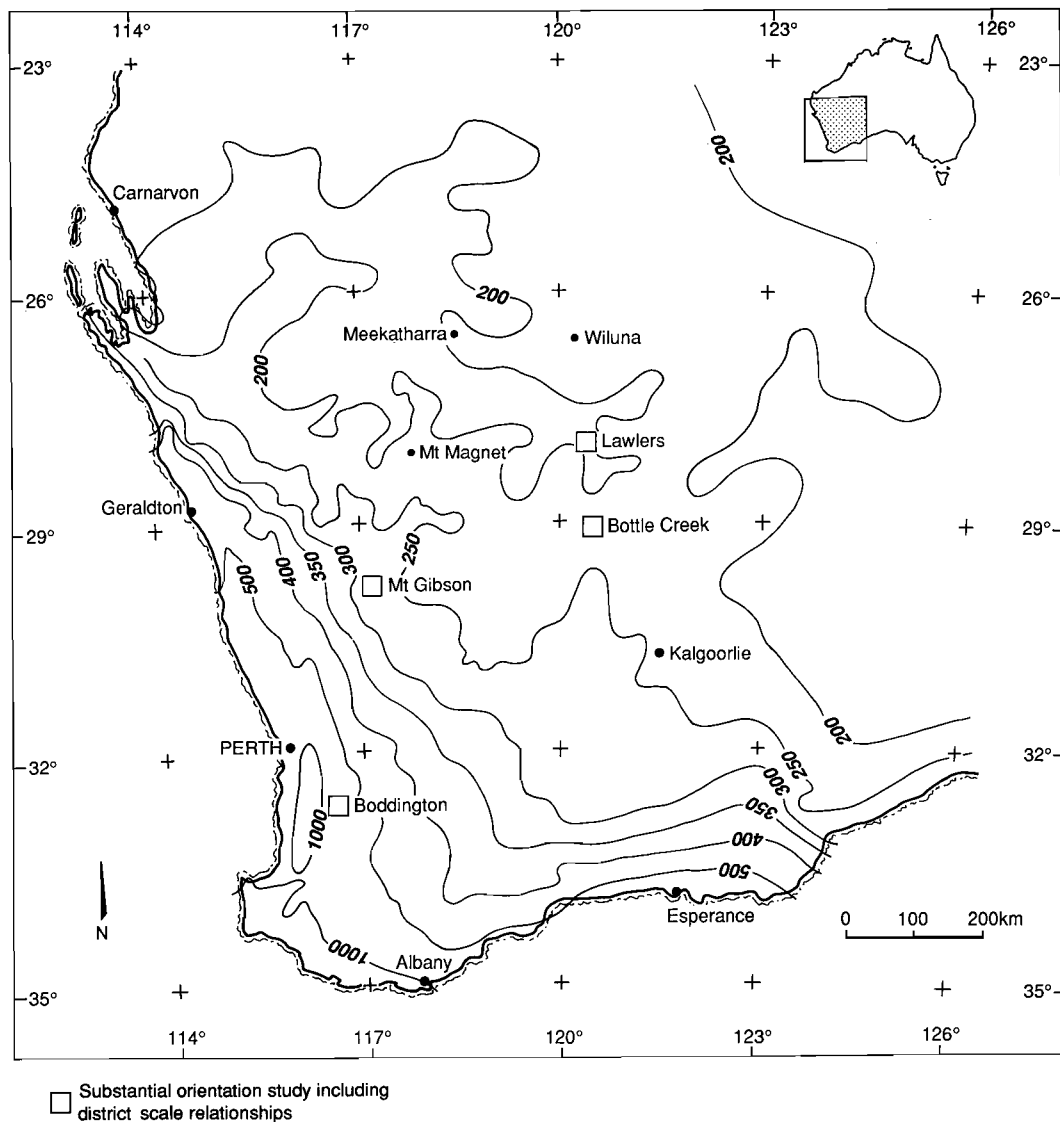 114° 117° 120° 123° 126°
23° 23°
200
Carnarvon
26° 200 26°
Meekatharra Wiluna
200
Mt Magnet Lawlers
Geraldton Bottle Creek
29° 29°
500 400 350 300 250
Mt Gibson
Kalgoorlie
200
PERTH
250
32° 32°
300
Boddington 350
1000
400
500
Esperance
0 100 200km
N
1000
Albany
35° 35°
114° 117° 120° 123° 126°
Substantial orientation study including
district scale relationships